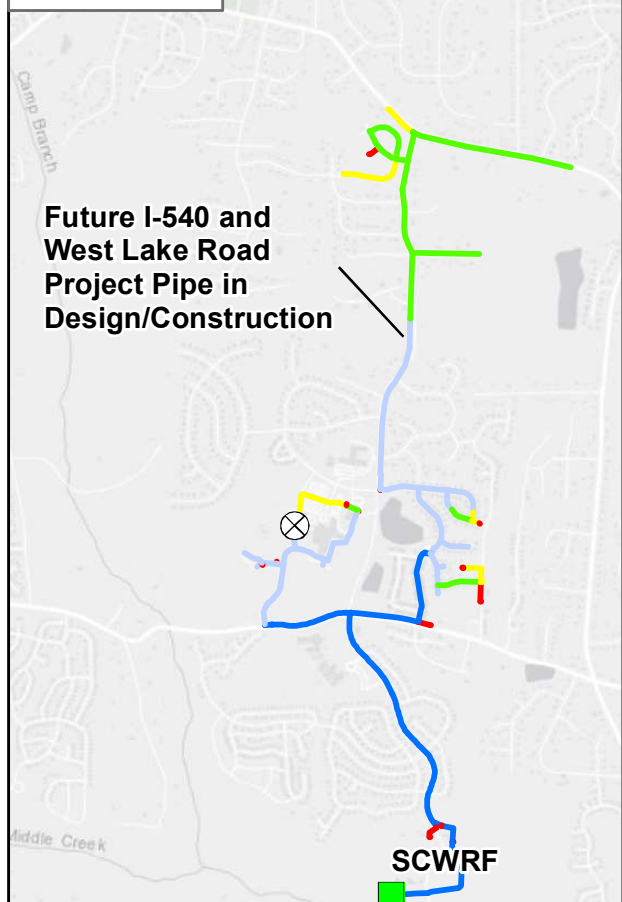 Camp Branch
Future I-540 and
West Lake Road
Project Pipe in
Design/Construction
Middle Creek
SCWRF